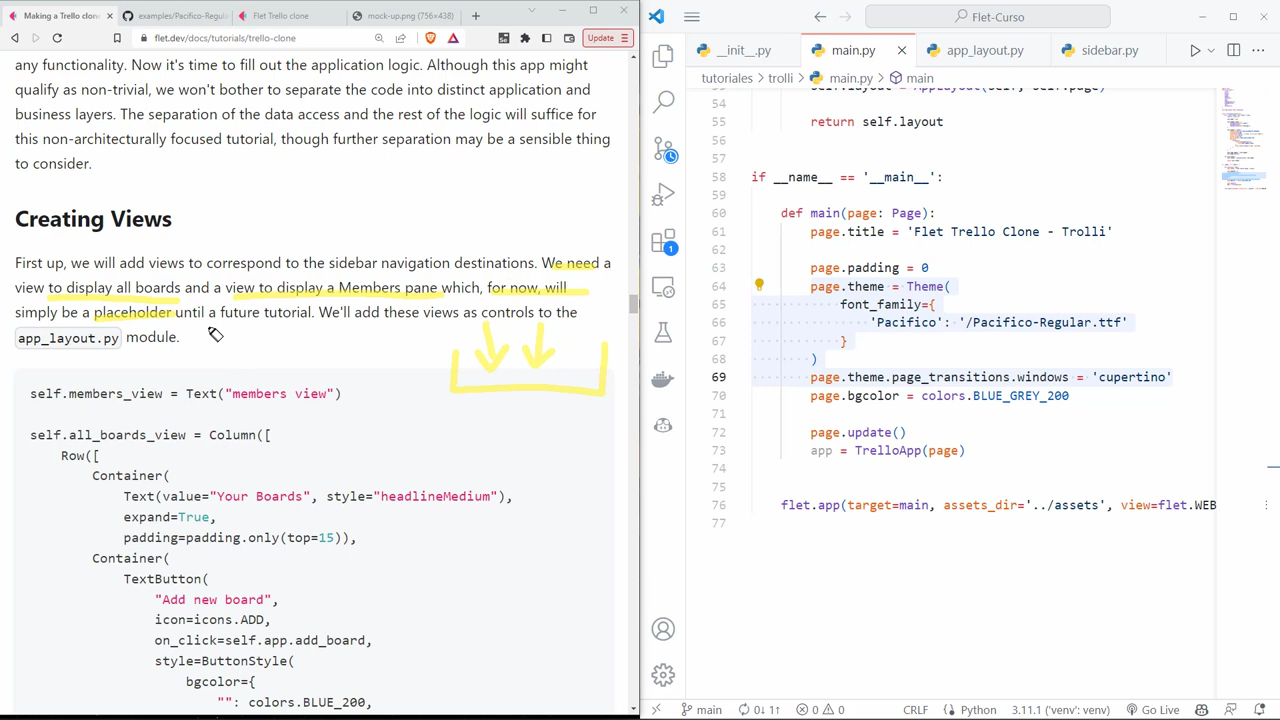 Making a Trello clon
examples/Pacifico-Regul
Flet Trello clone
mock-up.png (756×438)
flet.dev/docs/tutorials/trello-clone
Update
any functionality. Now it's time to fill out the application logic. Although this app might
qualify as non-trivial, we won't bother to separate the code into distinct application and
business layers. The separation of the data access and the rest of the logic will suffice for
this non-architecturally focused tutorial, though further separation may be a sensible thing
to consider.
Creating Views
First up, we will add views to correspond to the sidebar navigation destinations. We need a
view to display all boards and a view to display a Members pane which, for now, will
simply be a placeholder until a future tutorial. We'll add these views as controls to the
app_layout.py module.
self.members_view = Text("members view")
self.all_boards_view = Column([
Row([
Container(
Text(value="Your Boards", style="headlineMedium"),
expand=True,
padding=padding.only(top=15)),
Container(
TextButton(
"Add new board",
icon=icons.ADD,
on_click=self.app.add_board,
style=ButtonStyle(
bgcolor={
"": colors.BLUE_200,
Flet-Curso
__init__.py
main.py
app_layout.py
sidebar.py
tutoriales > trolli > main.py > main
54
55 return self.layout
56
57
58 if __name__ == '__main__':
59
60 def main(page: Page):
61 page.title = 'Flet Trello Clone - Trolli'
62
63 page.padding = 0
64 page.theme = Theme(
65 font_family={
66 'Pacifico': '/Pacifico-Regular.ttf'
67 }
68 )
69 page.theme.page_transitions.windows = 'cupertino'
70 page.bgcolor = colors.BLUE_GREY_200
71
72 page.update()
73 app = TrelloApp(page)
74
75
76 flet.app(target=main, assets_dir='../assets', view=flet.WEB
77
1
main
0↓ 1↑
0
0
CRLF
Python
3.11.1 ('venv': venv)
Go Live